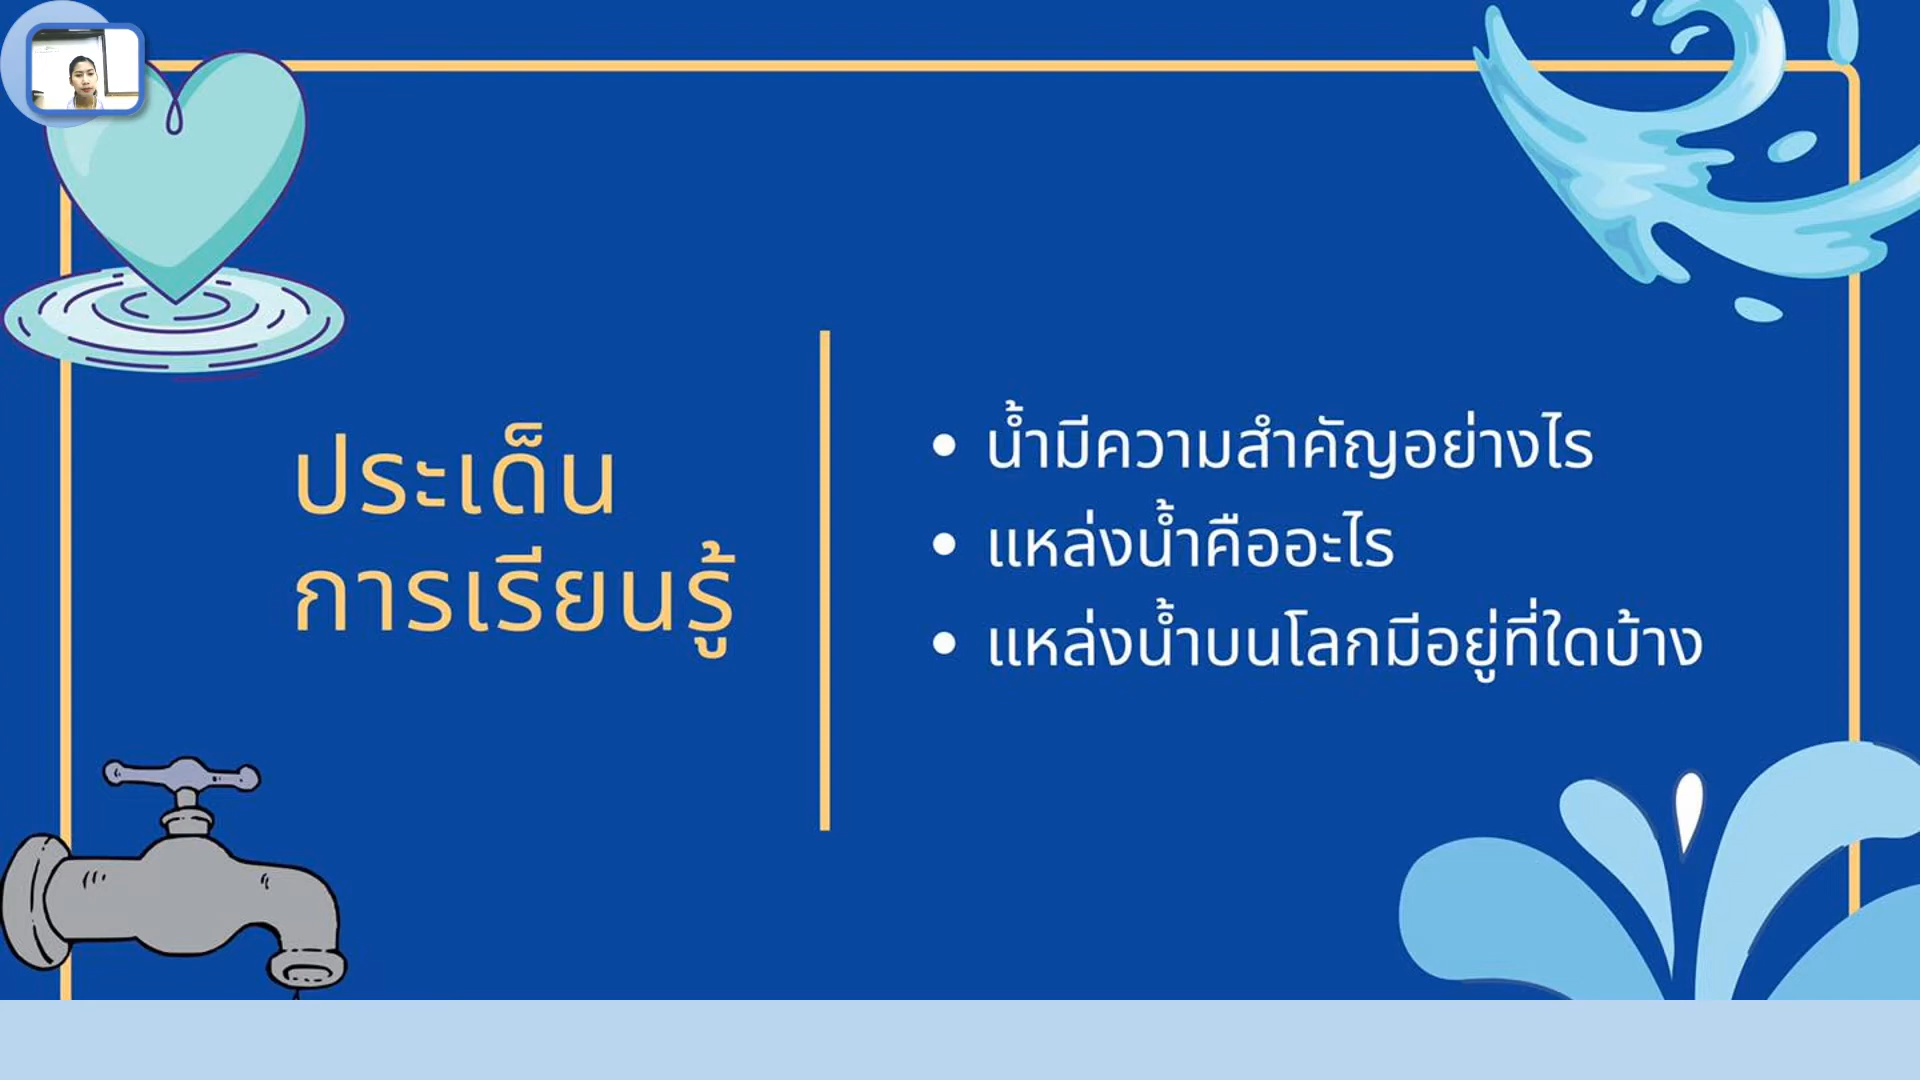 ประเด็น
การเรียนรู้
• น้ำมีความสำคัญอย่างไร
• แหล่งน้ำคืออะไร
• แหล่งน้ำบนโลกมีอยู่ที่ใดบ้าง